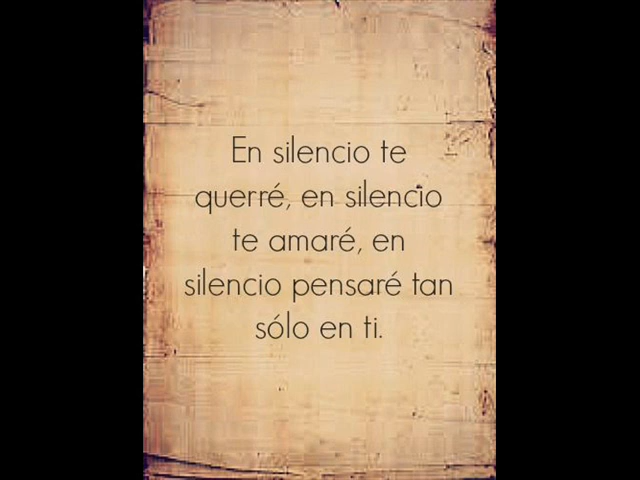 En silencio te
querré, en silencio
te amaré, en
silencio pensaré tan
sólo en ti.